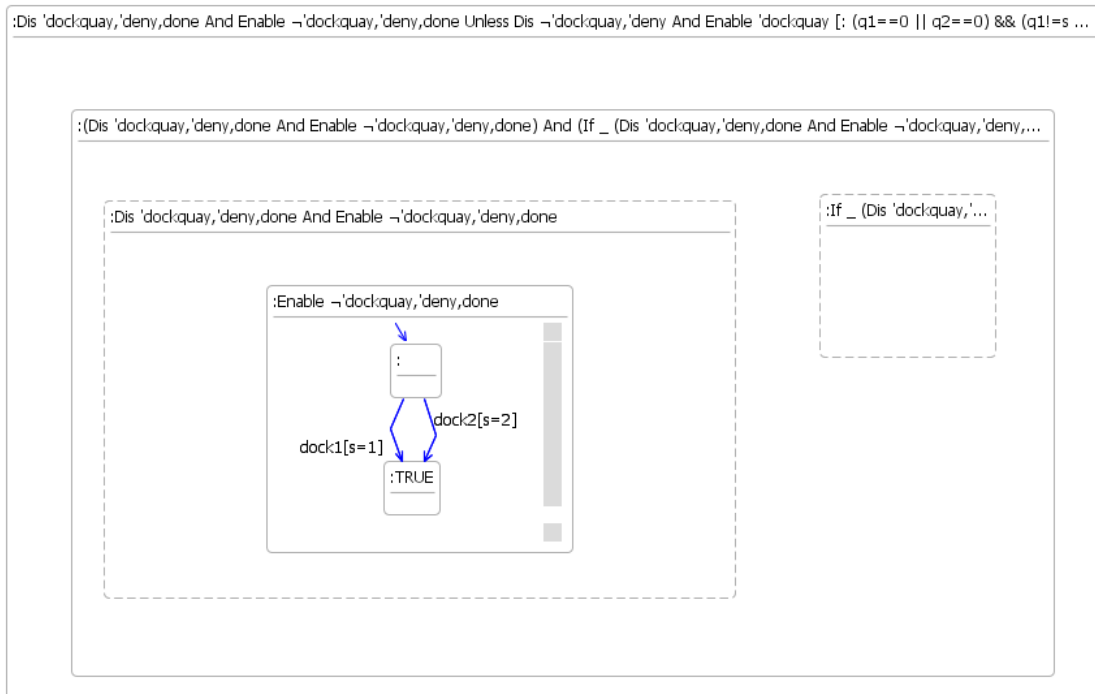 :Dis 'dockquay,'deny,done And Enable ¬'dockquay,'deny,done Unless Dis ¬'deny And Enable 'dockquay [: (q1==0 || q2==0) && (q1!=s ...
:(Dis 'dockquay,'deny,done And Enable ¬'dockquay,'deny,done) And (If _ (Dis 'dockquay,'deny,done And Enable ¬'dockquay,'deny,...
:Dis 'dockquay,'deny,done And Enable ¬'dockquay,'deny,done
:If _ (Dis 'dockquay,'...
:Enable ¬'dockquay,'deny,done
:
dock2[s=2]
dock1[s=1]
:TRUE